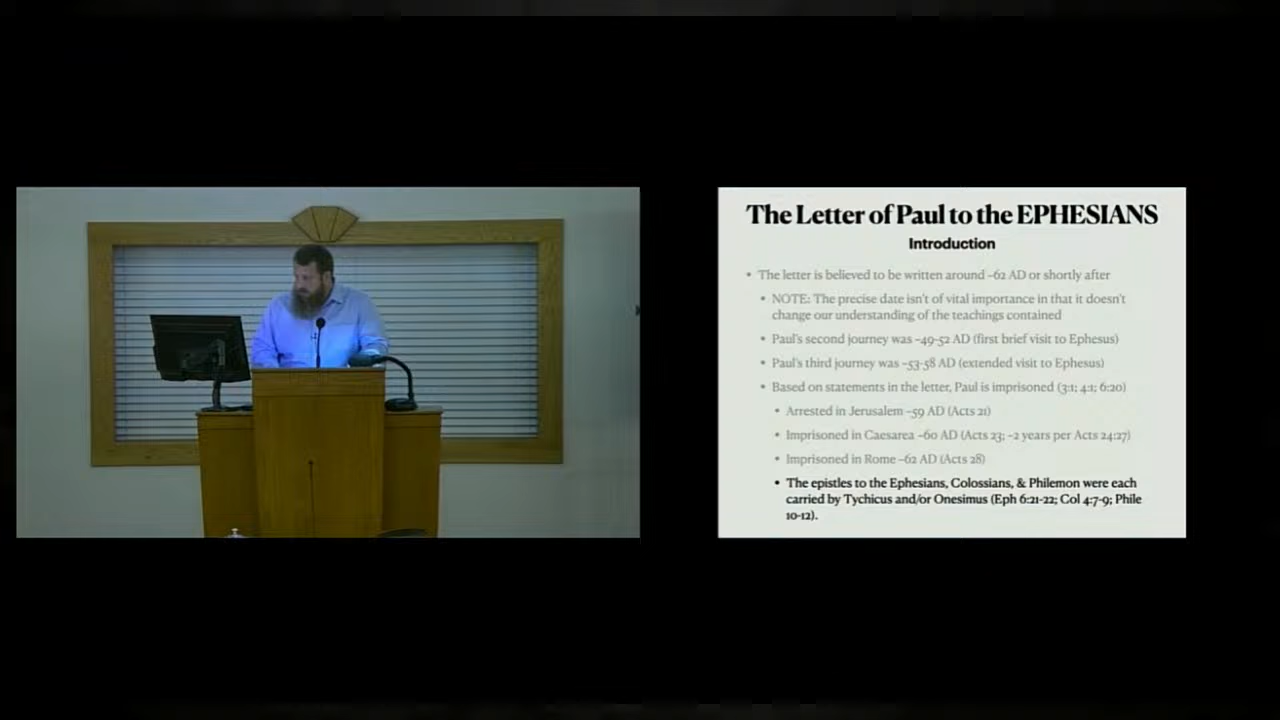 The Letter of Paul to the EPHESIANS
Introduction
• The letter is believed to be written around ~62 AD or shortly after
• NOTE: The precise date isn't of vital importance in that it doesn't
change our understanding of the teachings contained
• Paul's second journey was ~49-52 AD (first brief visit to Ephesus)
• Paul's third journey was ~53-58 AD (extended visit to Ephesus)
• Based on statements in the letter, Paul is imprisoned (3:1; 4:1; 6:20)
• Arrested in Jerusalem ~59 AD (Acts 21)
• Imprisoned in Caesarea ~60 AD (Acts 23; ~2 years per Acts 24:27)
• Imprisoned in Rome ~62 AD (Acts 28)
• The epistles to the Ephesians, Colossians, & Philemon were each
carried by Tychicus and/or Onesimus (Eph 6:21-22; Col 4:7-9; Phile
10-12).